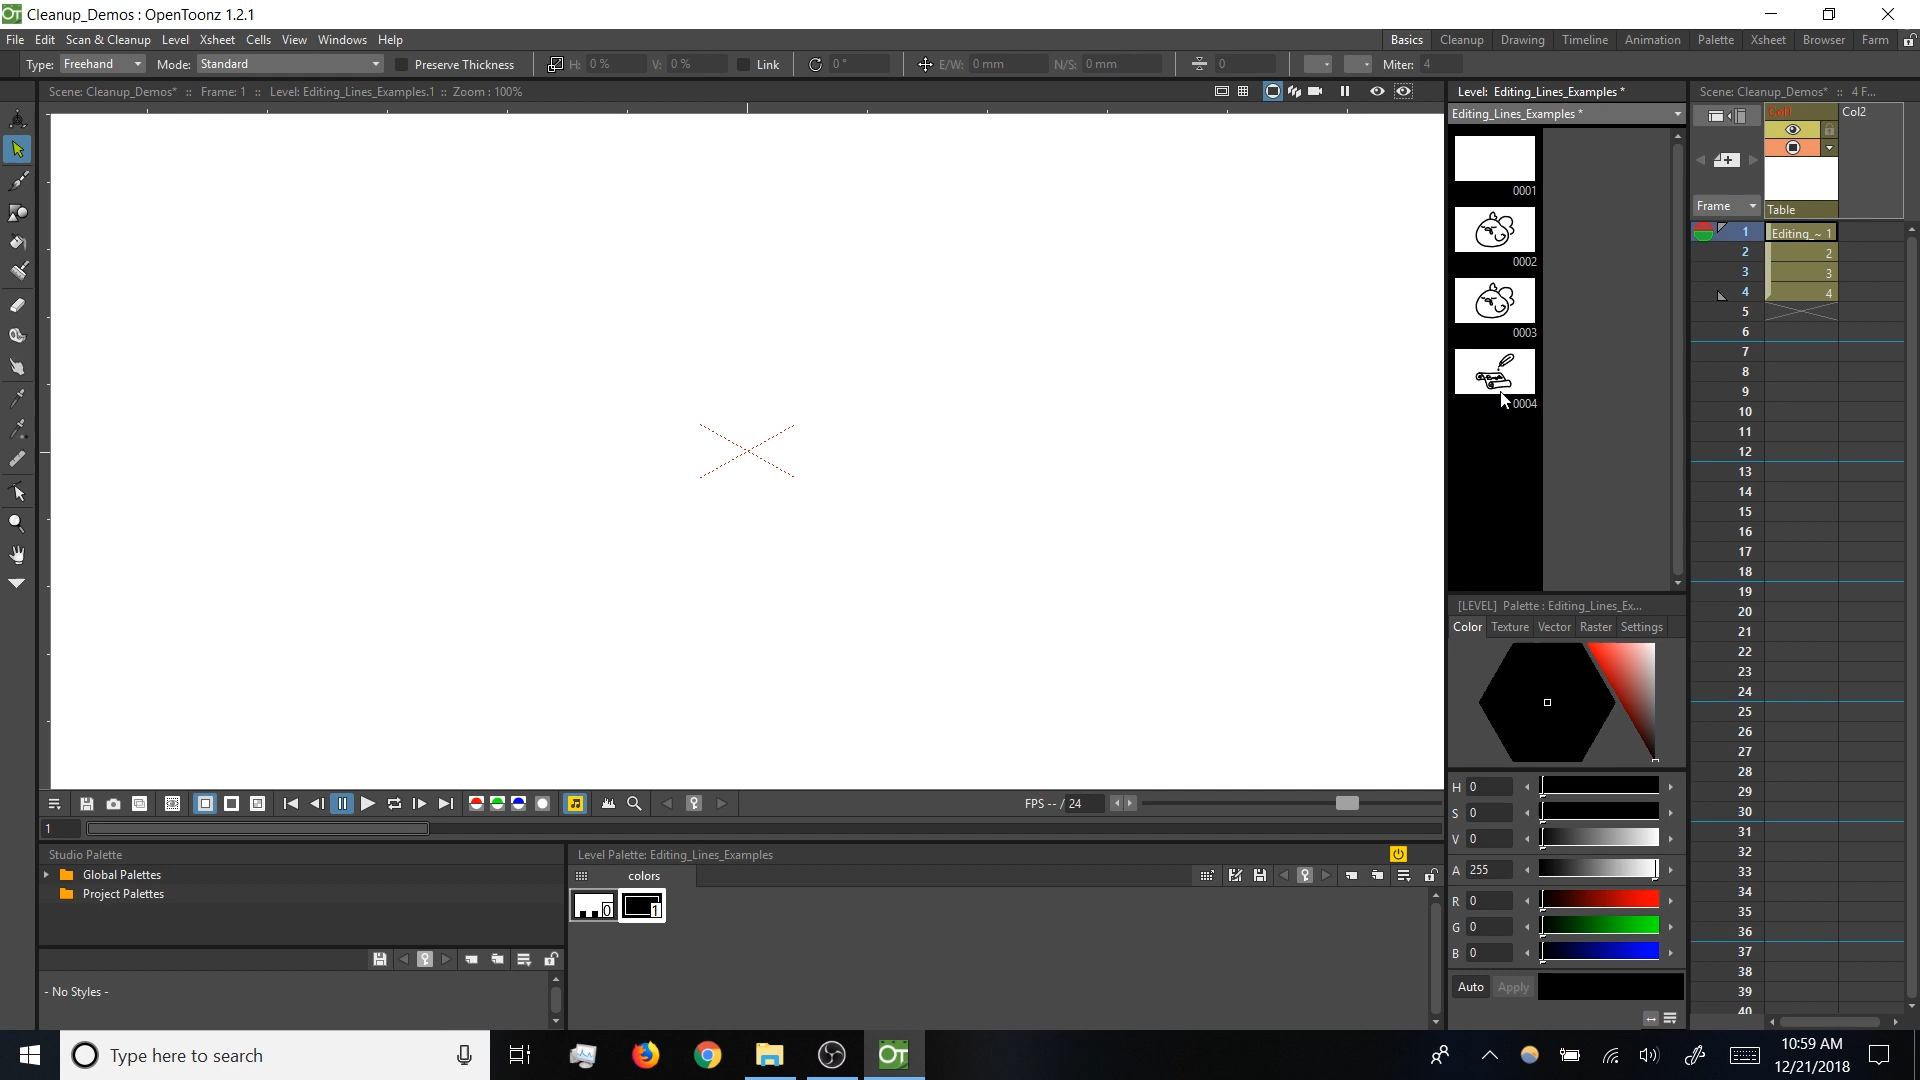 Cleanup_Demos : OpenToonz 1.2.1
File Edit Scan & Cleanup Level Xsheet Cells View Windows Help
Basics Cleanup Drawing Timeline Animation Palette Xsheet Browser Farm
Type: Freehand Mode: Standard Preserve Thickness H: 0 % V: 0 % Link 0 ° E/W: 0 mm N/S: 0 mm 0 Miter: 4
Scene: Cleanup_Demos* :: Frame: 1 :: Level: Editing_Lines_Examples.1 :: Zoom : 100%
Level: Editing_Lines_Examples *
Scene: Cleanup_Demos* :: 4 F...
Editing_Lines_Examples *
Col2
0001
0002
0003
0004
Frame
Table
1 Editing_~ 1
2 2
3 3
4 4
5
6
7
8
9
10
11
12
13
14
15
16
17
18
19
20
21
22
23
24
25
26
27
28
29
30
31
32
33
34
35
36
37
38
39
40
[LEVEL] Palette : Editing_Lines_Ex...
Color Texture Vector Raster Settings
H 0
S 0
V 0
A 255
R 0
G 0
B 0
Auto Apply
FPS -- / 24
1
Studio Palette
Global Palettes
Project Palettes
- No Styles -
Level Palette: Editing_Lines_Examples
colors
0 1
Type here to search
OT
10:59 AM
12/21/2018